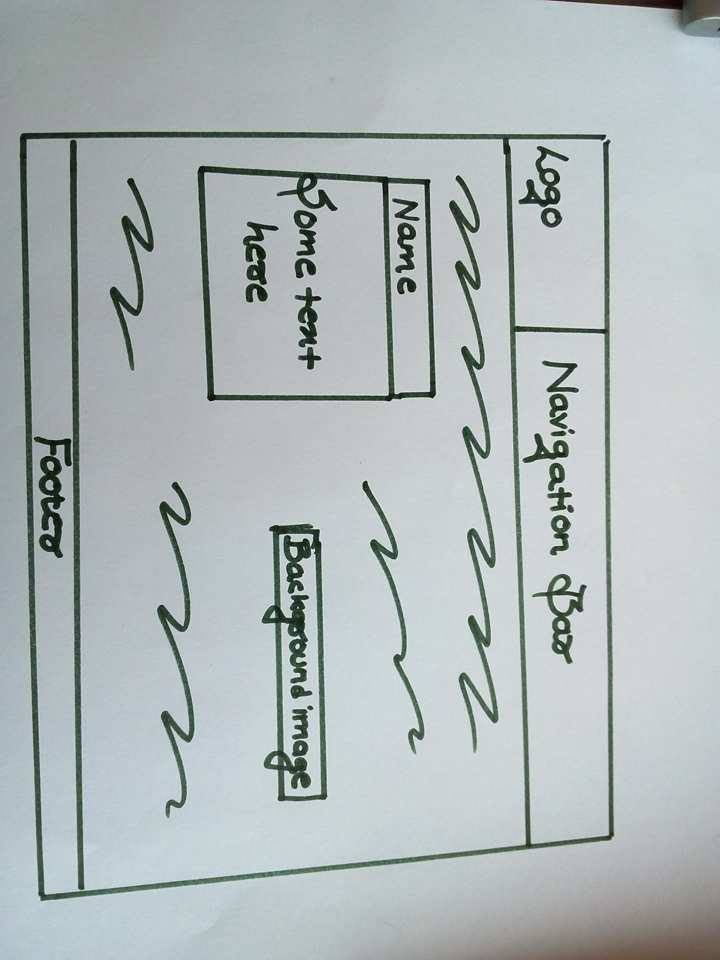 Logo
Navigation Bar
Name
Some text
here
Background image
Footer